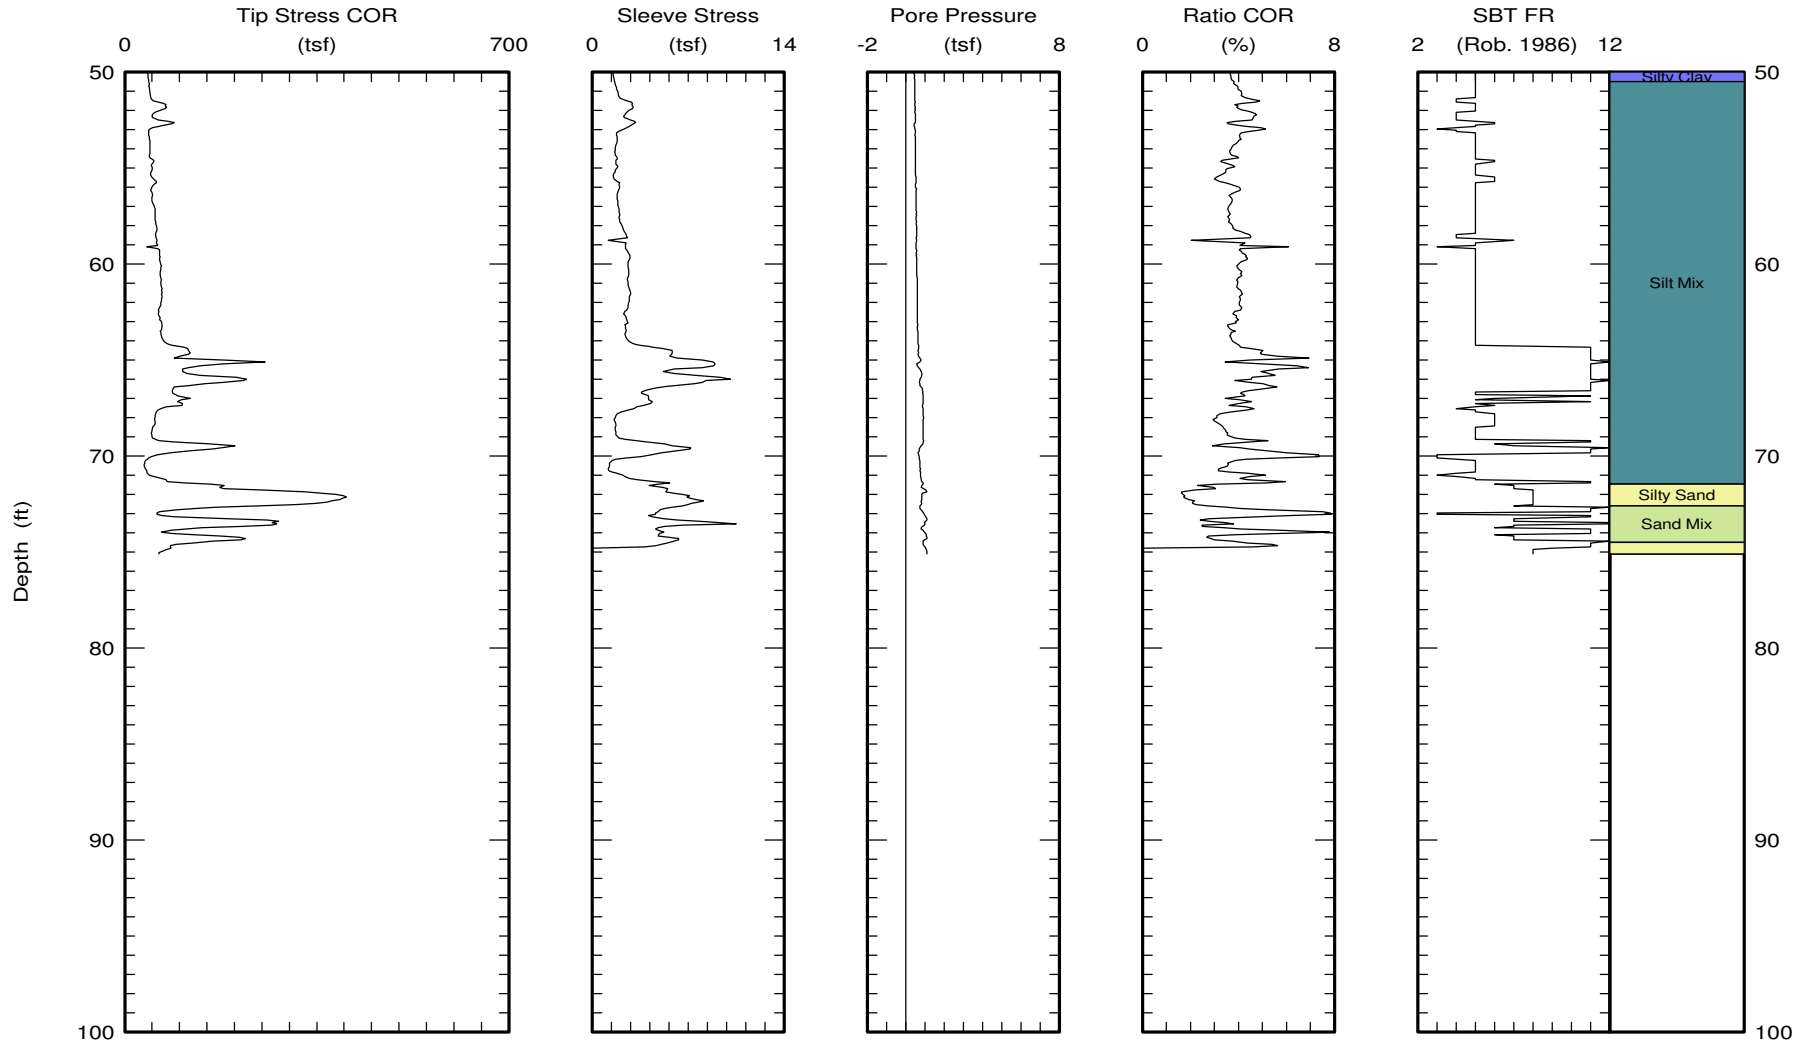 Tip Stress COR Sleeve Stress Pore Pressure Ratio COR SBT FR
0 (tsf) 700 0 (tsf) 14 -2 (tsf) 8 0 (%) 8 2 (Rob. 1986) 12
50 50
Silty Clay
60 60
Silt Mix
70 70
Silty Sand
Sand Mix
Depth (ft)
80 80
90 90
100 100